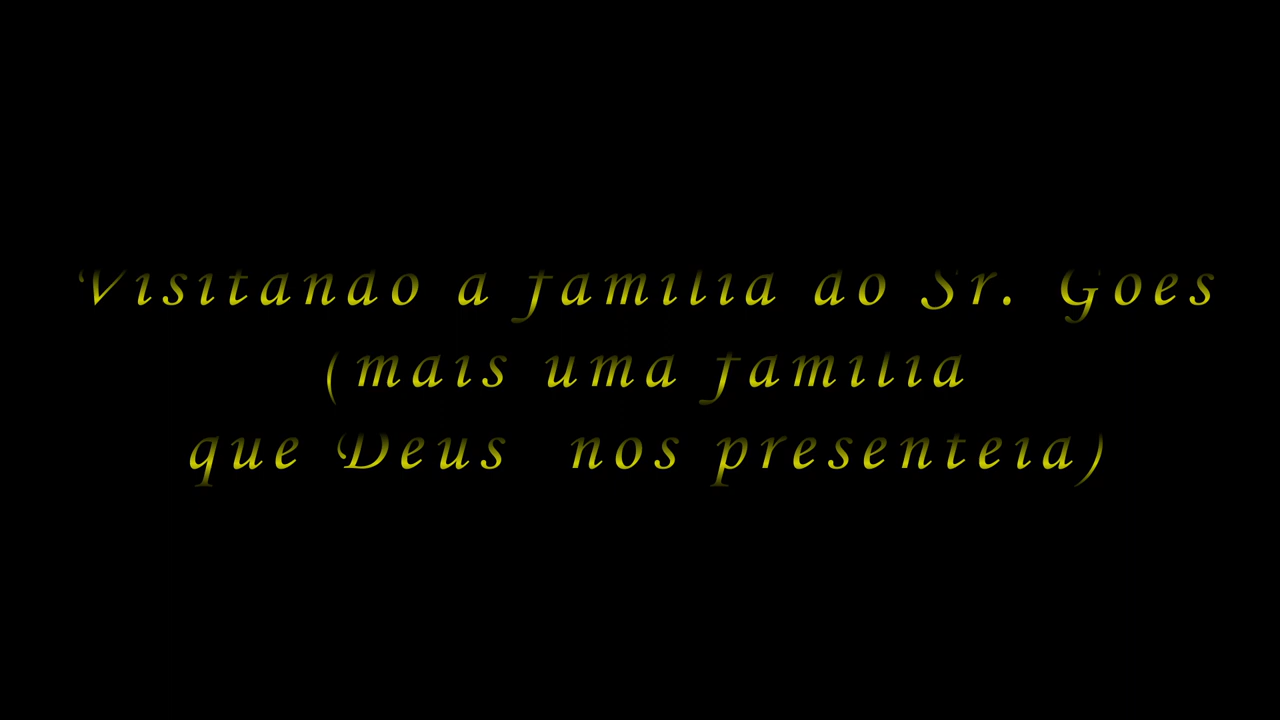 Visitando a familia do Sr. Goes
(mais uma familia
que Deus nos presenteia)